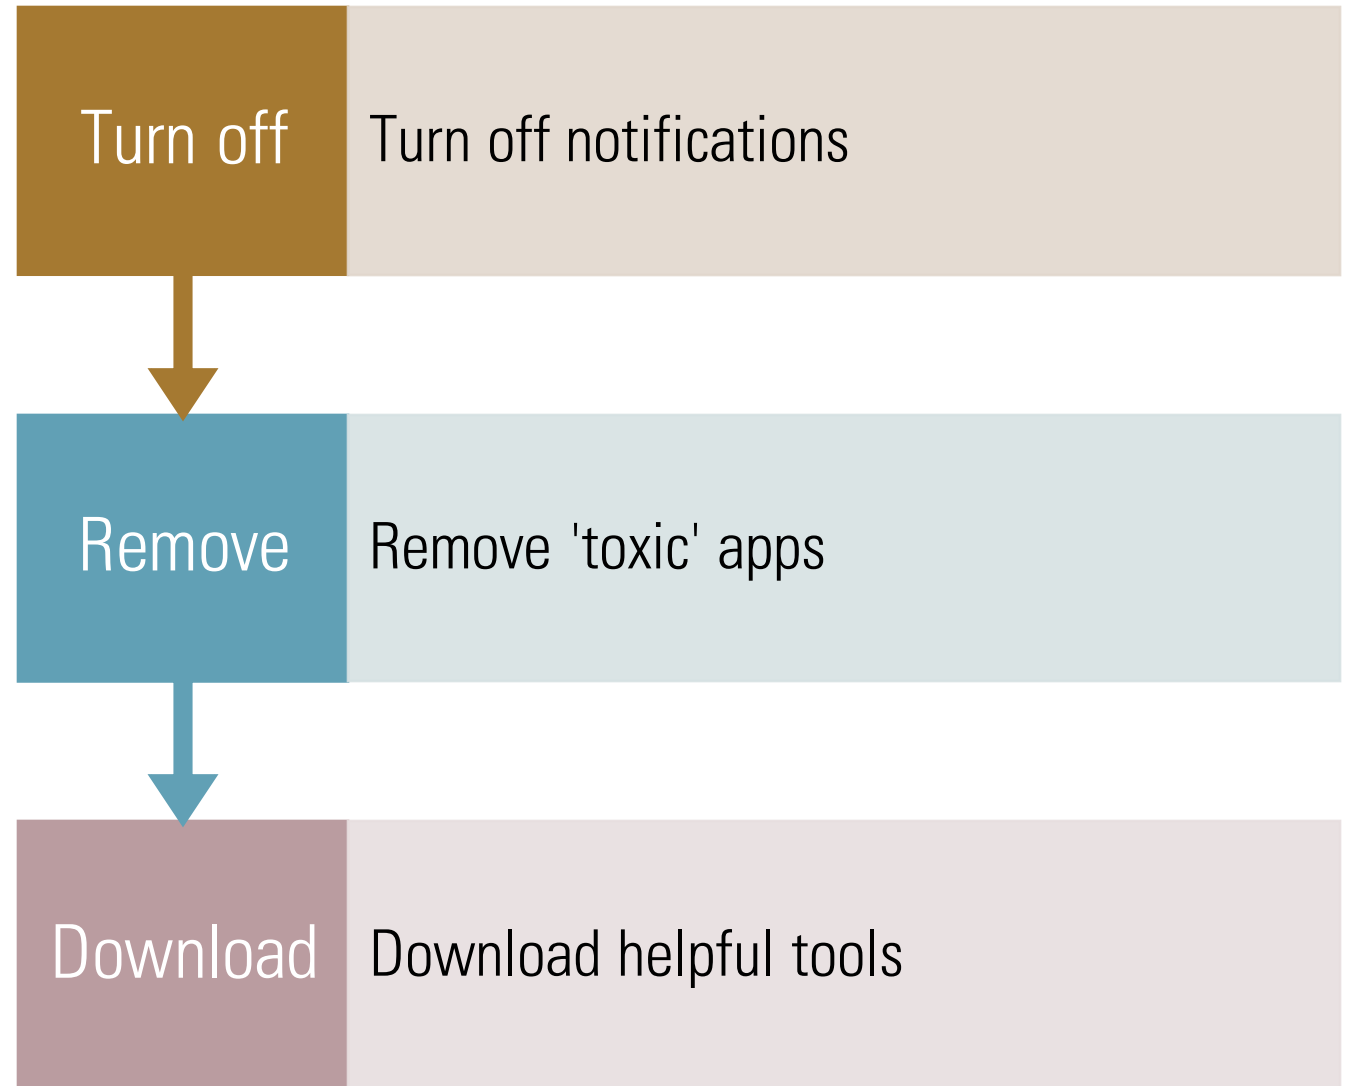 Turn off
Turn off notifications
Remove
Remove 'toxic' apps
Download
Download helpful tools